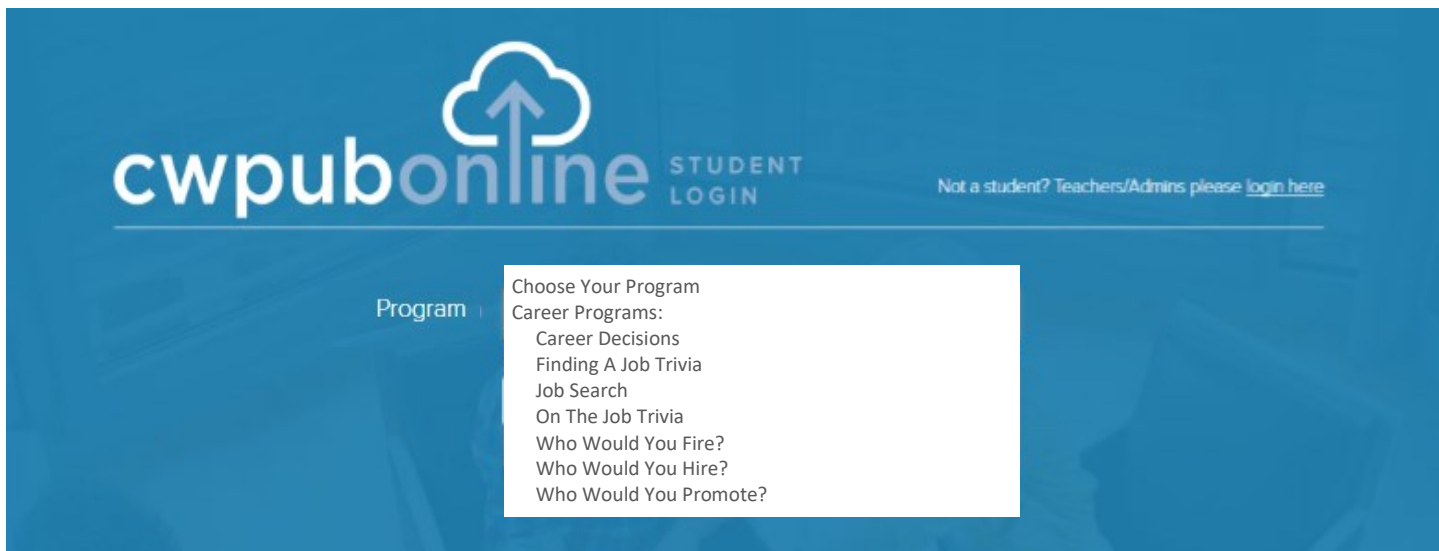 cwpubonline STUDENT
LOGIN
Not a student? Teachers/Admins please login here
Program
Choose Your Program
Career Programs:
Career Decisions
Finding A Job Trivia
Job Search
On The Job Trivia
Who Would You Fire?
Who Would You Hire?
Who Would You Promote?